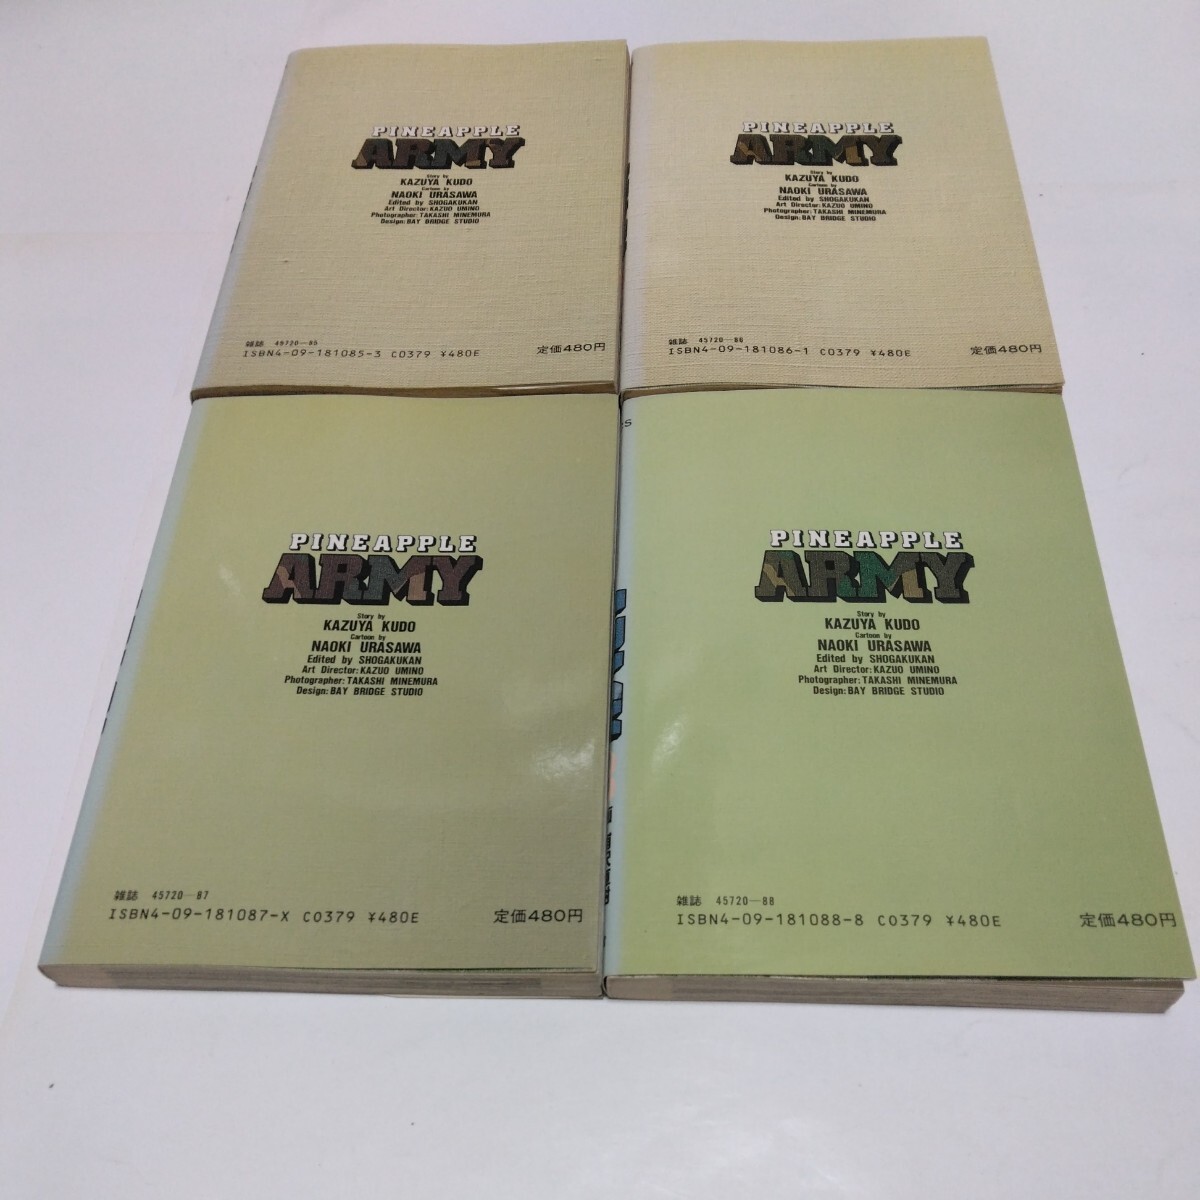 PINEAPPLE
ARMY
Story by
KAZUYA KUDO
Cartoon by
NAOKI URASAWA
Edited by SHOGAKUKAN
Art Director:KAZUO UMINO
Photographer:TAKASHI MINEMURA
Design:BAY BRIDGE STUDIO
雑誌 45720-85
ISBN4-09-181085-3 C0379 ¥480E
定価480円
PINEAPPLE
ARMY
Story by
KAZUYA KUDO
Cartoon by
NAOKI URASAWA
Edited by SHOGAKUKAN
Art Director:KAZUO UMINO
Photographer:TAKASHI MINEMURA
Design:BAY BRIDGE STUDIO
雑誌 45720-86
ISBN4-09-181086-1 C0379 ¥480E
定価480円
PINEAPPLE
ARMY
Story by
KAZUYA KUDO
Cartoon by
NAOKI URASAWA
Edited by SHOGAKUKAN
Art Director:KAZUO UMINO
Photographer:TAKASHI MINEMURA
Design:BAY BRIDGE STUDIO
雑誌 45720-87
ISBN4-09-181087-X C0379 ¥480E
定価480円
PINEAPPLE
ARMY
Story by
KAZUYA KUDO
Cartoon by
NAOKI URASAWA
Edited by SHOGAKUKAN
Art Director:KAZUO UMINO
Photographer:TAKASHI MINEMURA
Design:BAY BRIDGE STUDIO
雑誌 45720-88
ISBN4-09-181088-8 C0379 ¥480E
定価480円